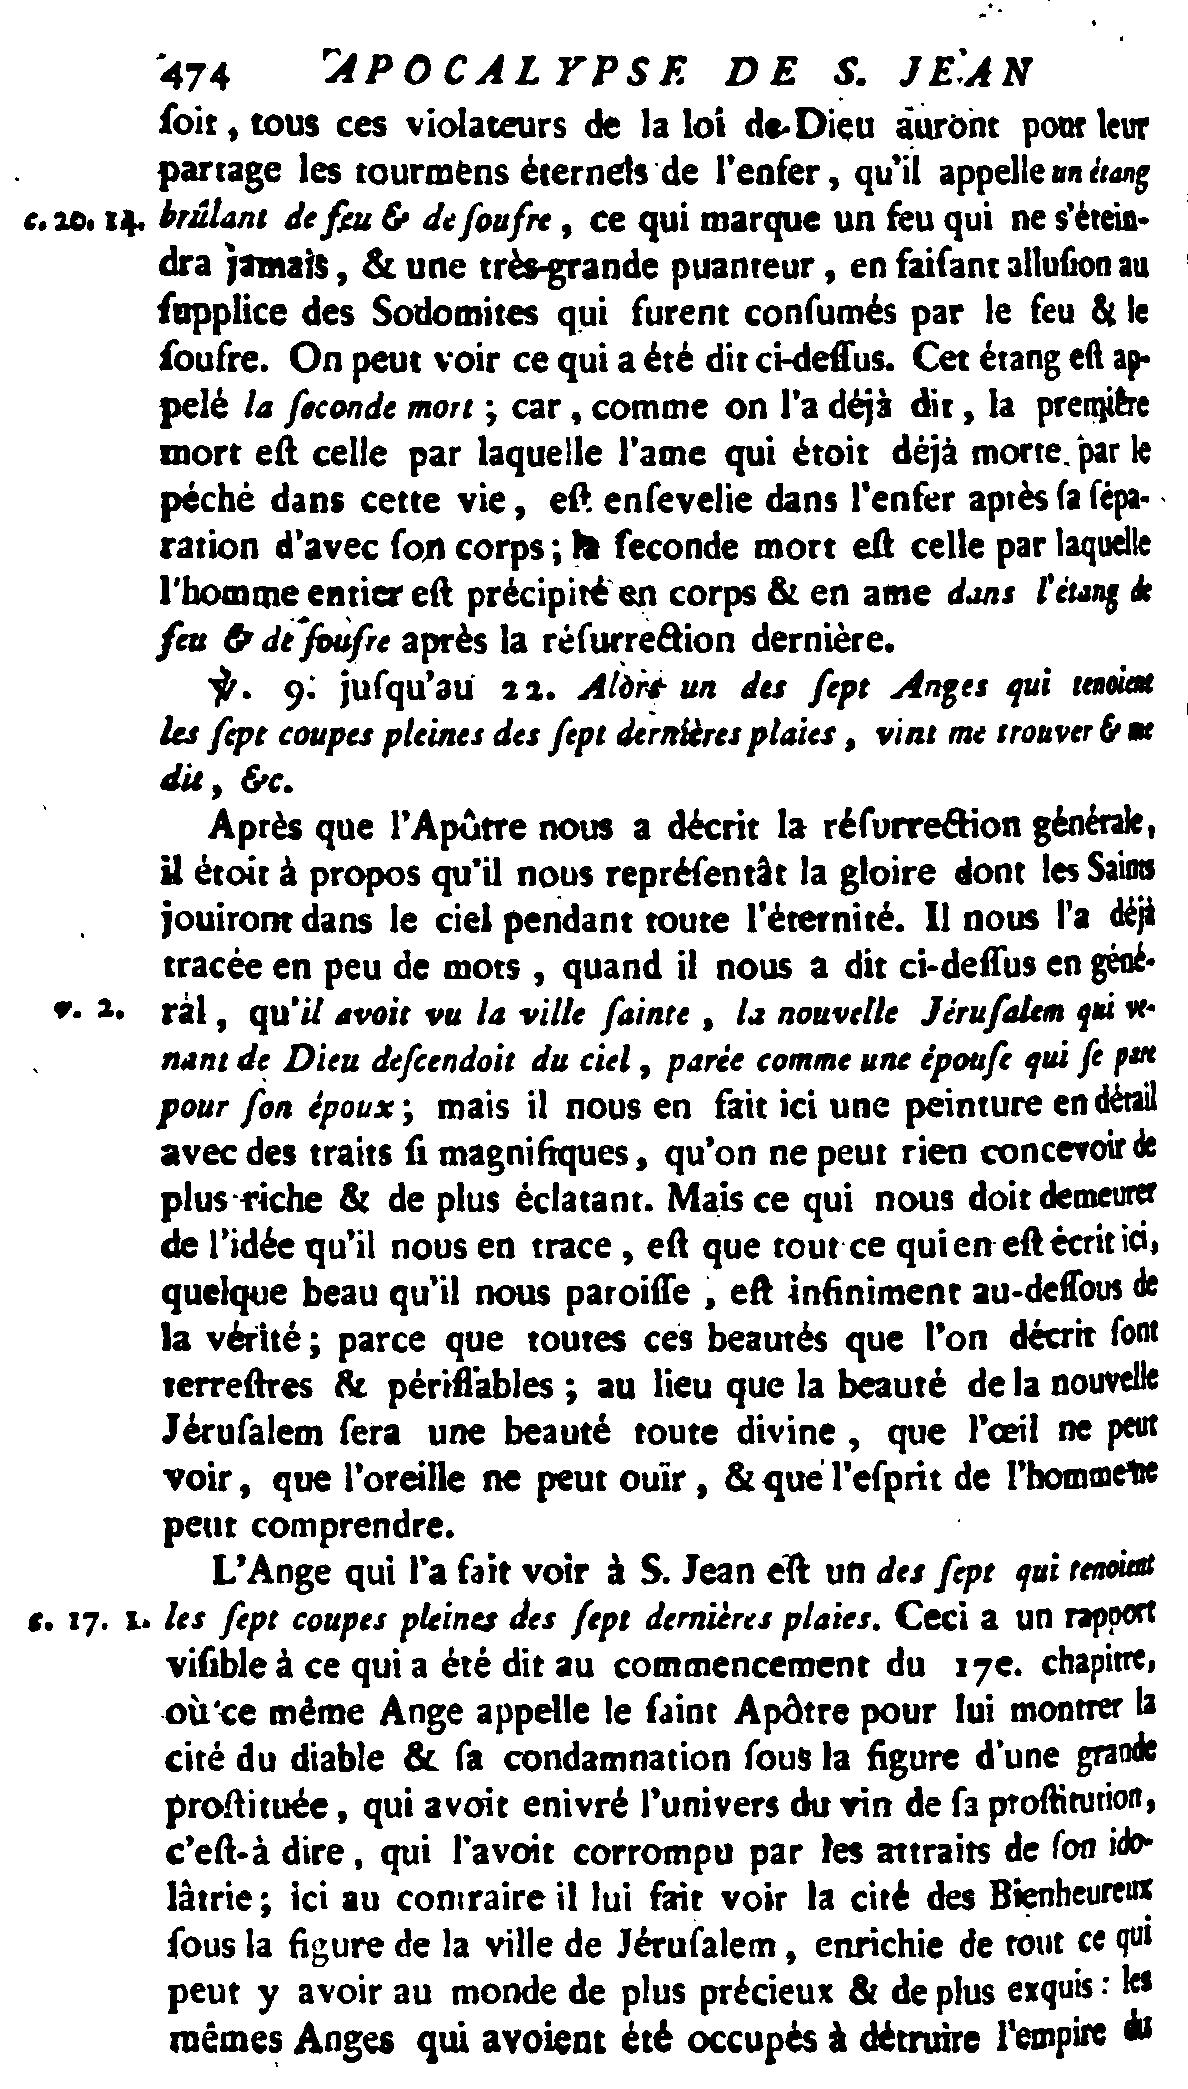 474 APOCALYPSE DE S. JEAN
ſoit, tous ces violateurs de la loi de Dieu auront pour leur
partage les tourmens éternels de l'enfer, qu'il appelle un étang
c. 20. 14. brûlant de feu & de ſoufre, ce qui marque un feu qui ne s'étein-
dra jamais, & une très-grande puanteur, en faiſant alluſion au
ſupplice des Sodomites qui furent conſumés par le feu & le
ſoufre. On peut voir ce qui a été dit ci-deſſus. Cet étang eſt ap-
pelé la ſeconde mort; car, comme on l'a déjà dit, la première
mort eſt celle par laquelle l'ame qui étoit déjà morte par le
péché dans cette vie, eſt enſevelie dans l'enfer après ſa ſépa-
ration d'avec ſon corps; la ſeconde mort eſt celle par laquelle
l'homme entier eſt précipité en corps & en ame dans l'étang de
feu & de ſoufre après la réſurrection dernière.
℣. 9. juſqu'au 22. Alors un des ſept Anges qui tenoient
les ſept coupes pleines des ſept dernières plaies, vint me trouver & me
dit, &c.
Après que l'Apûtre nous a décrit la réſurrection générale,
il étoit à propos qu'il nous repréſentât la gloire dont les Saints
jouiront dans le ciel pendant toute l'éternité. Il nous l'a déjà
tracée en peu de mots, quand il nous a dit ci-deſſus en géné-
v. 2. ral, qu'il avoit vu la ville ſainte, la nouvelle Jéruſalem qui ve-
nant de Dieu deſcendoit du ciel, parée comme une épouſe qui ſe pare
pour ſon époux; mais il nous en fait ici une peinture en détail
avec des traits ſi magnifiques, qu'on ne peut rien concevoir de
plus riche & de plus éclatant. Mais ce qui nous doit demeurer
de l'idée qu'il nous en trace, eſt que tout ce qui en eſt écrit ici,
quelque beau qu'il nous paroiſſe, eſt infiniment au-deſſous de
la vérité; parce que toutes ces beautés que l'on décrit ſont
terreſtres & périſſables; au lieu que la beauté de la nouvelle
Jéruſalem ſera une beauté toute divine, que l'œil ne peut
voir, que l'oreille ne peut ouïr, & que l'eſprit de l'homme ne
peut comprendre.
L'Ange qui l'a fait voir à S. Jean eſt un des ſept qui tenoient
c. 17. 1. les ſept coupes pleines des ſept dernières plaies. Ceci a un rapport
viſible à ce qui a été dit au commencement du 17e. chapitre,
où ce même Ange appelle le ſaint Apôtre pour lui montrer la
cité du diable & ſa condamnation ſous la figure d'une grande
proſtituée, qui avoit enivré l'univers du vin de ſa proſtitution,
c'eſt-à dire, qui l'avoit corrompu par les attraits de ſon ido-
lâtrie; ici au contraire il lui fait voir la cité des Bienheureux
ſous la figure de la ville de Jéruſalem, enrichie de tout ce qui
peut y avoir au monde de plus précieux & de plus exquis: les
mêmes Anges qui avoient été occupés à détruire l'empire du